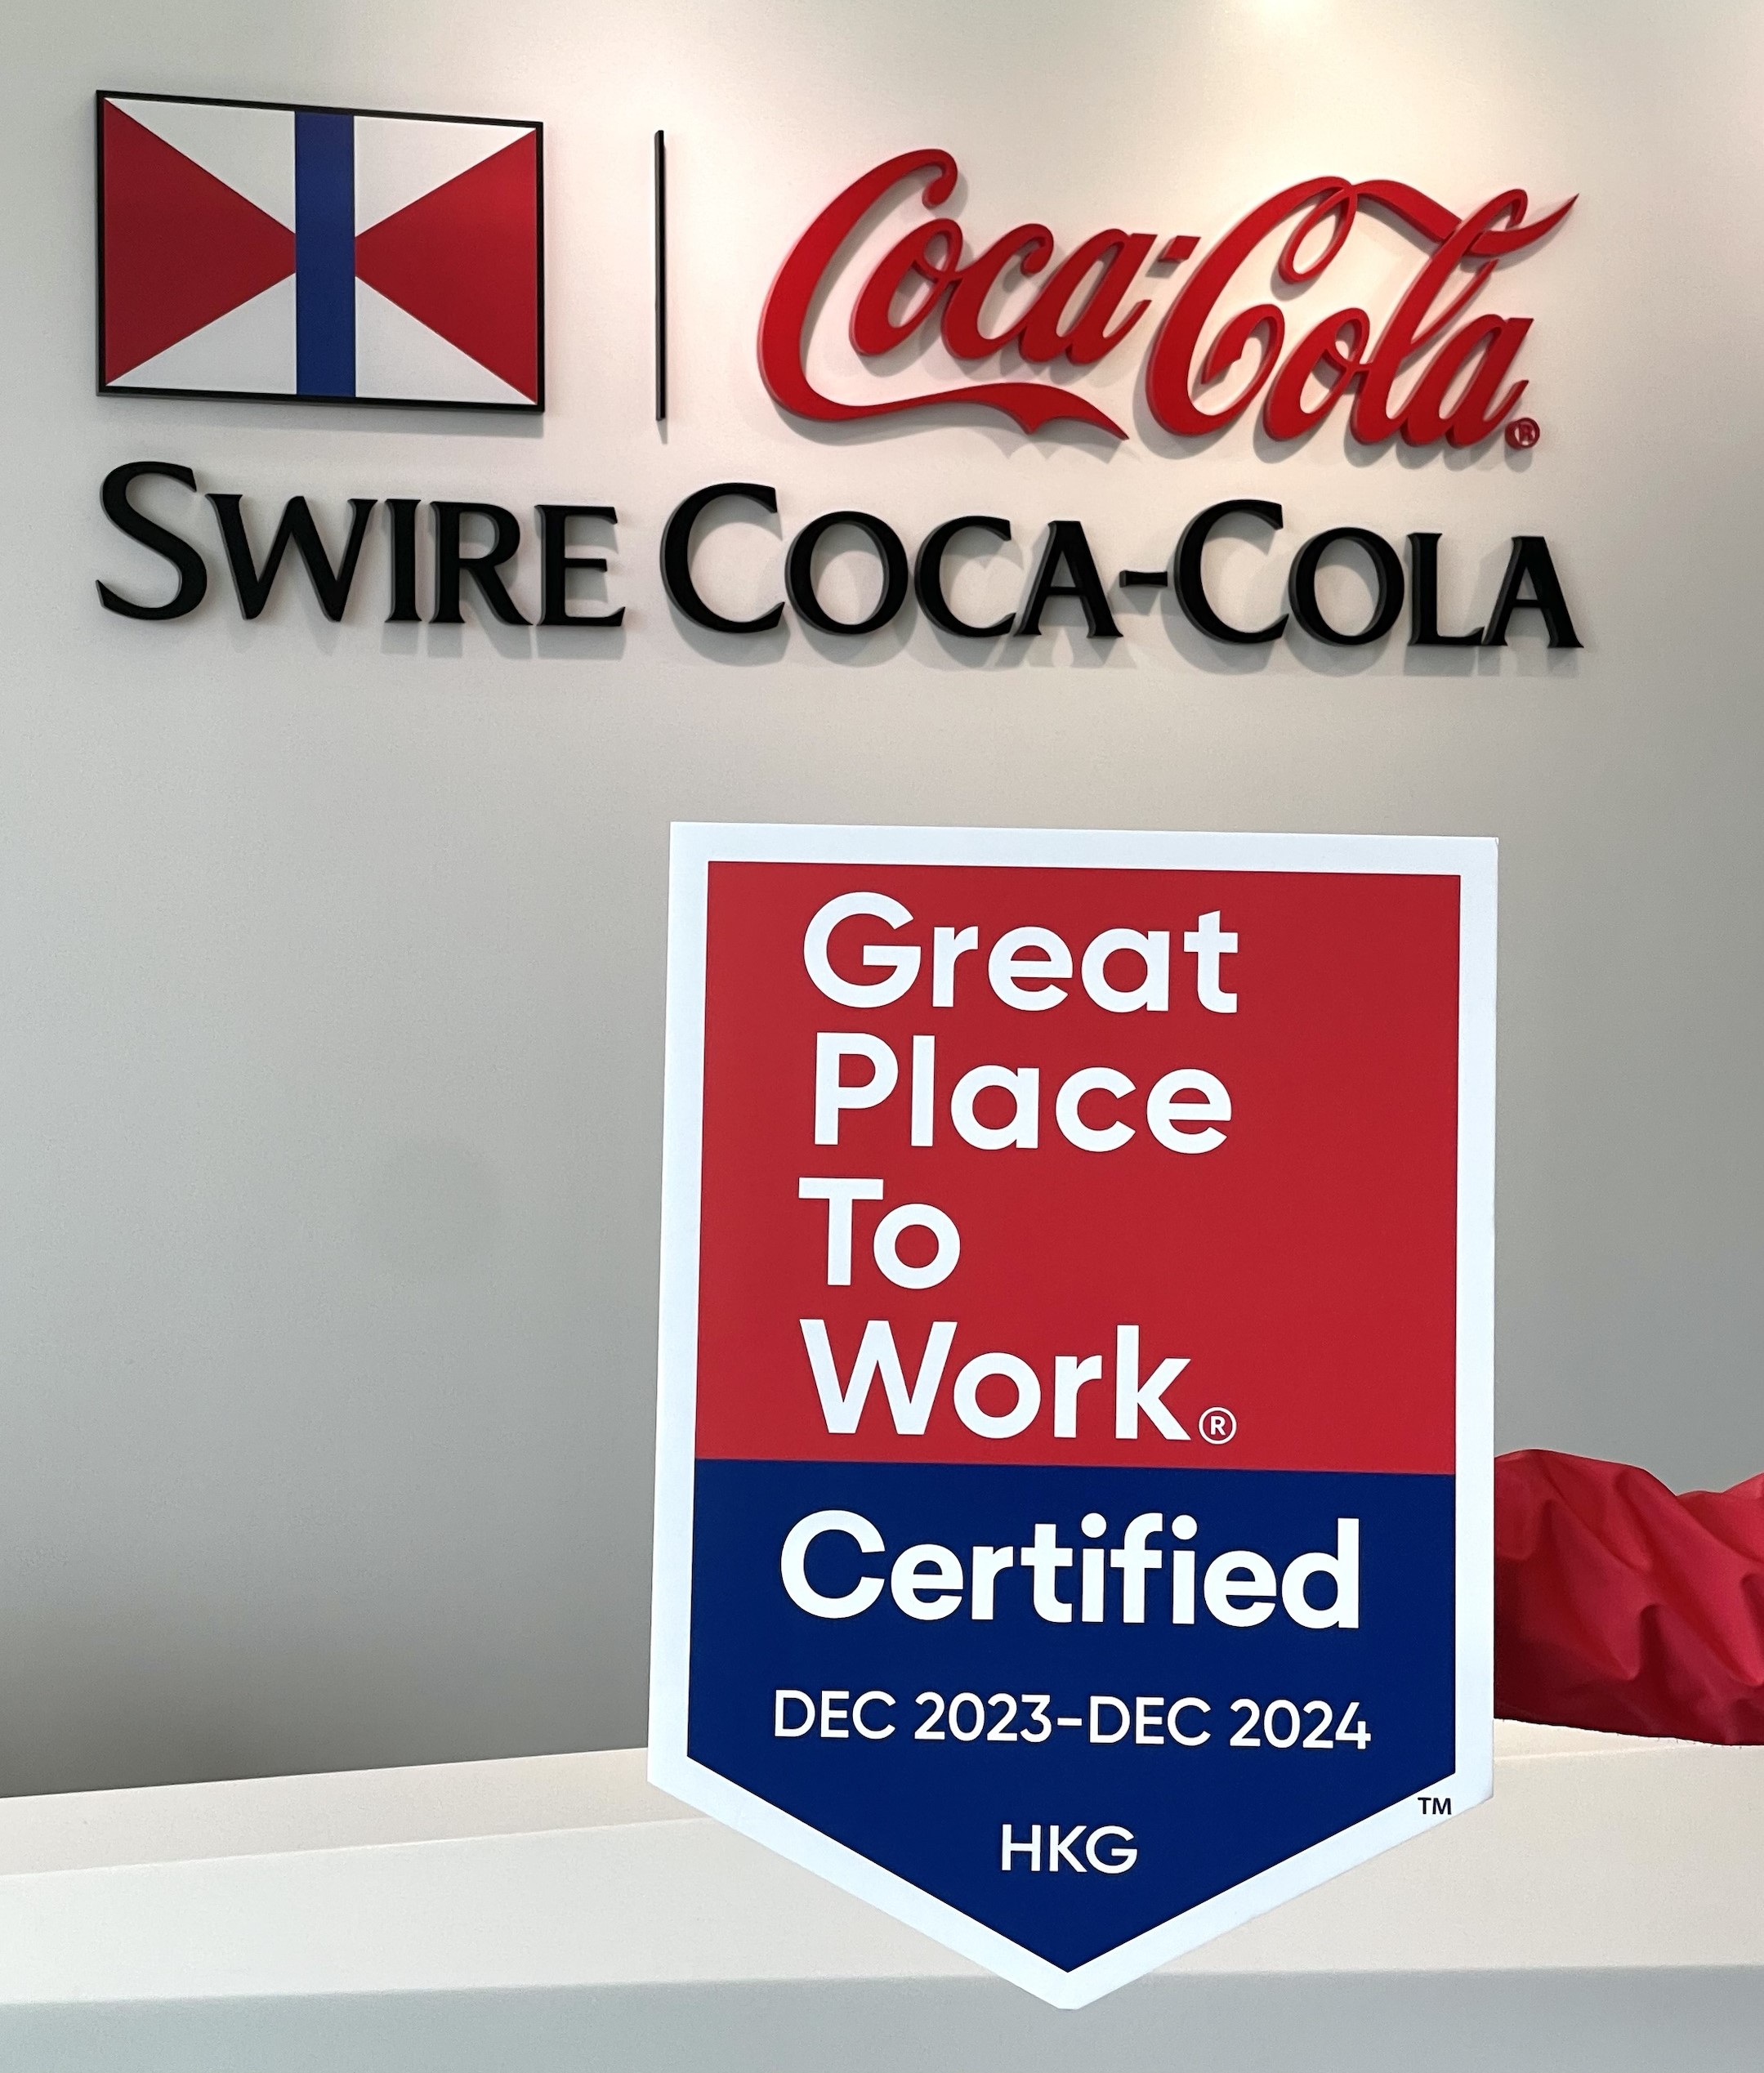 Coca-Cola®
SWIRE COCA-COLA
Great
Place
To
Work®
Certified
DEC 2023-DEC 2024
TM
HKG